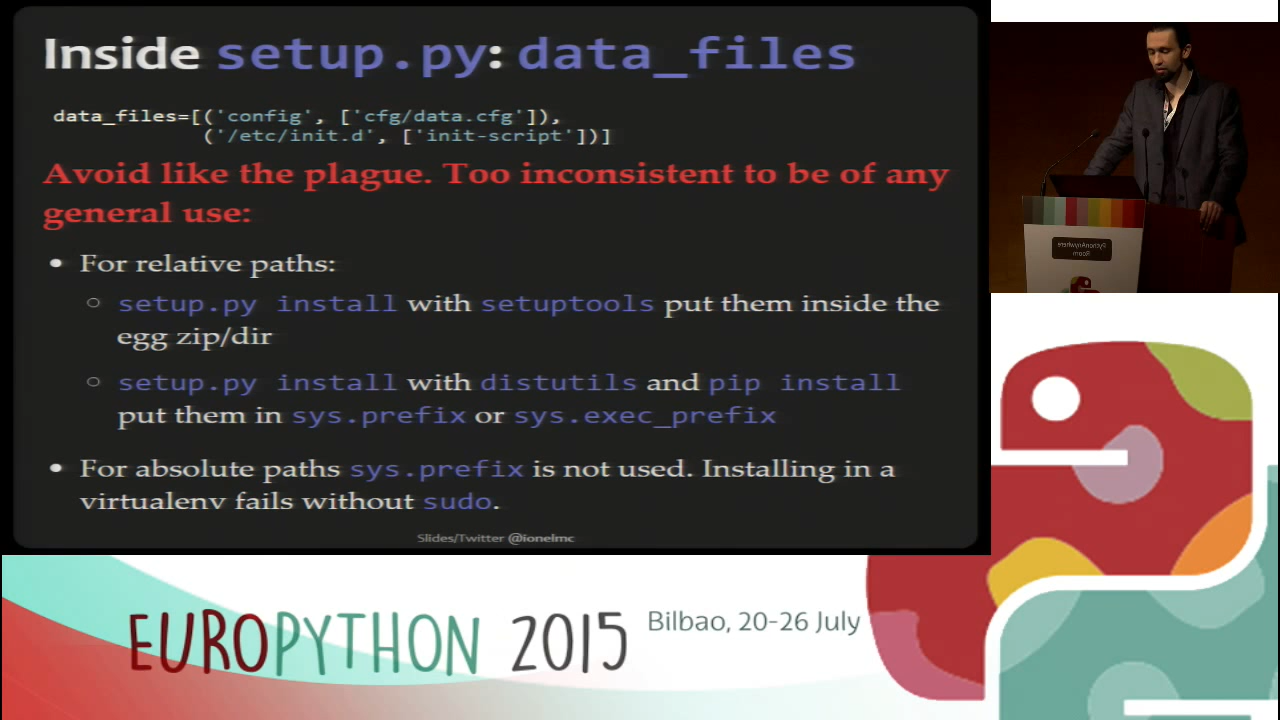 Inside setup.py: data_files
data_files=[('config', ['cfg/data.cfg']),
('/etc/init.d', ['init-script'])]
Avoid like the plague. Too inconsistent to be of any
general use:
• For relative paths:
○ setup.py install with setuptools put them inside the
egg zip/dir
○ setup.py install with distutils and pip install
put them in sys.prefix or sys.exec_prefix
• For absolute paths sys.prefix is not used. Installing in a
virtualenv fails without sudo.
Slides/Twitter @ionelmc
PythonAnywhere
Room
EUROPYTHON 2015
Bilbao, 20-26 July